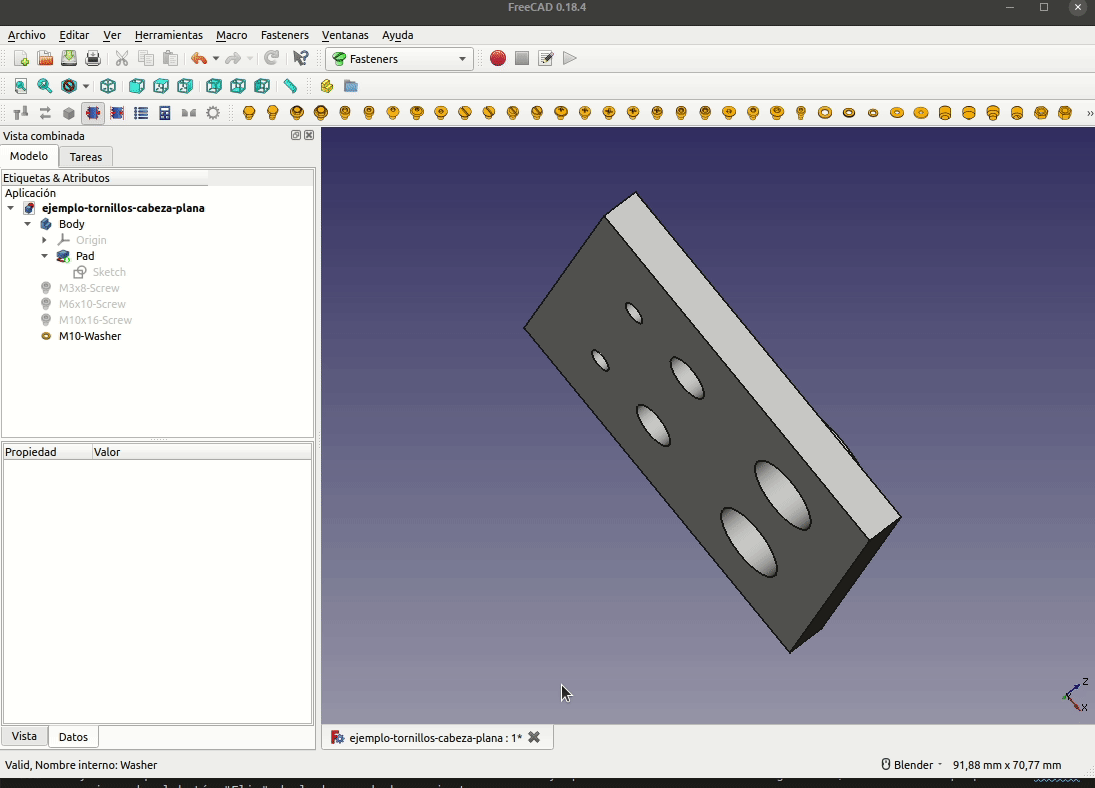 FreeCAD 0.18.4
Archivo Editar Ver Herramientas Macro Fasteners Ventanas Ayuda
Fasteners
Vista combinada
Modelo Tareas
Etiquetas & Atributos
Aplicación
ejemplo-tornillos-cabeza-plana
Body
Origin
Pad
Sketch
M3x8-Screw
M6x10-Screw
M10x16-Screw
M10-Washer
Propiedad Valor
Z
Y
X
Vista Datos
ejemplo-tornillos-cabeza-plana : 1*
Valid, Nombre interno: Washer
Blender 91,88 mm x 70,77 mm